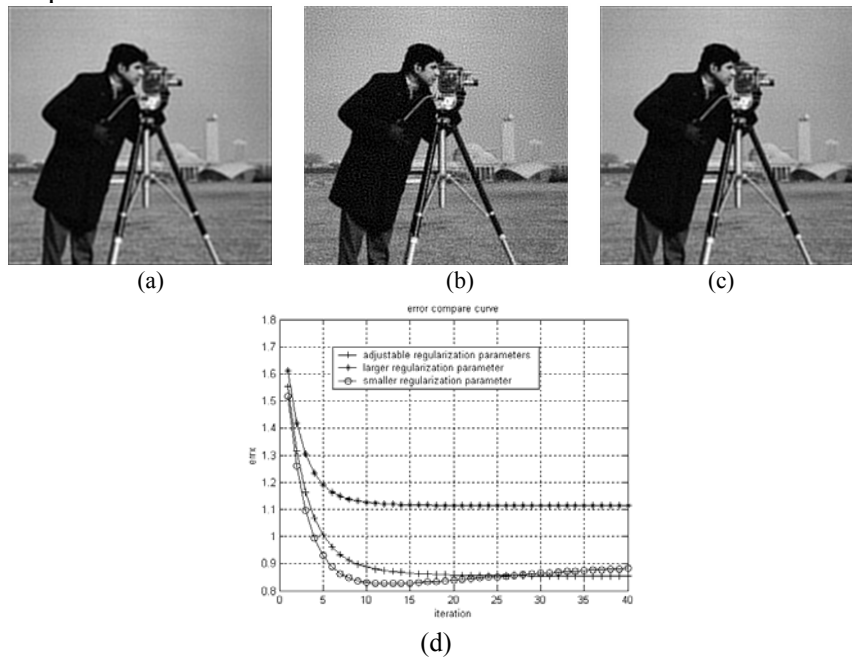 (a)
(b)
(c)
error compare curve
1.8
1.7
1.6
1.5
1.4
1.3
1.2
1.1
1
0.9
0.8
error
adjustable regularization parameters
larger regularization parameter
smaller regularization parameter
0 5 10 15 20 25 30 35 40
iteration
(d)